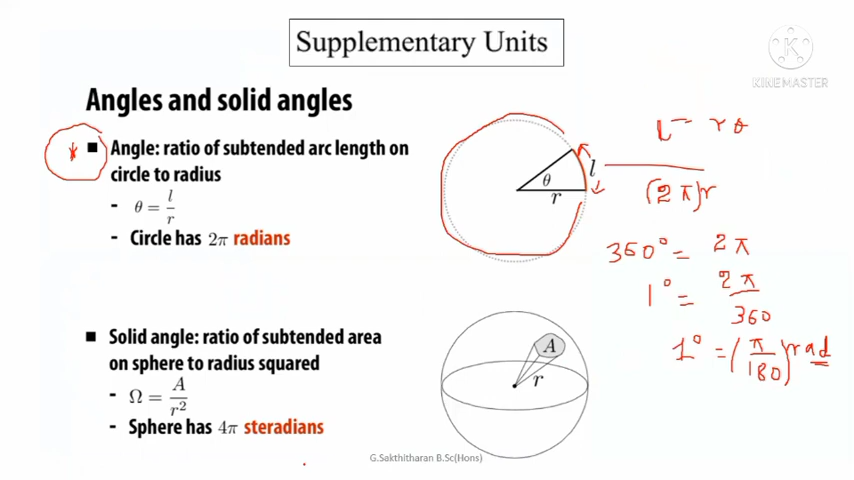 Supplementary Units
KINEMASTER
Angles and solid angles
■ Angle: ratio of subtended arc length on
circle to radius
- θ = l/r
- Circle has 2π radians
θ
r
l
l = rθ
(2π)r
360° = 2π
1° = 2π/360
1° = (π/180) rad
■ Solid angle: ratio of subtended area
on sphere to radius squared
- Ω = A/r²
- Sphere has 4π steradians
A
r
G.Sakthitharan B.Sc(Hons)